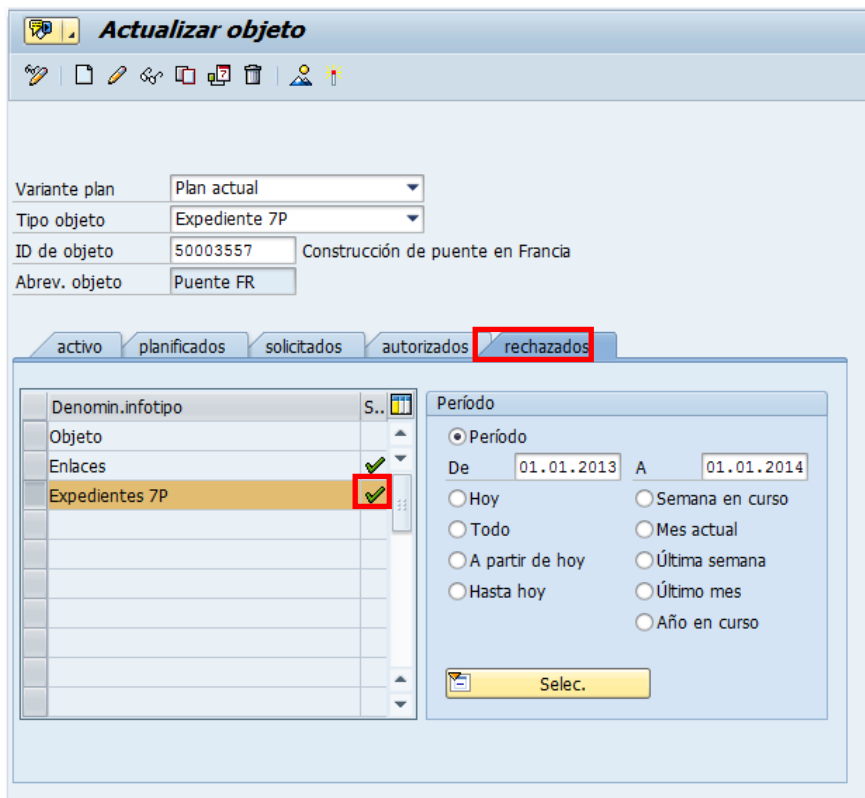 Actualizar objeto
Variante plan Plan actual
Tipo objeto Expediente 7P
ID de objeto 50003557 Construcción de puente en Francia
Abrev. objeto Puente FR
activo planificados solicitados autorizados rechazados
Denomin.infotipo S..
Objeto
Enlaces
Expedientes 7P
Período
Período
De 01.01.2013 A 01.01.2014
Hoy Semana en curso
Todo Mes actual
A partir de hoy Última semana
Hasta hoy Último mes
Año en curso
Selec.